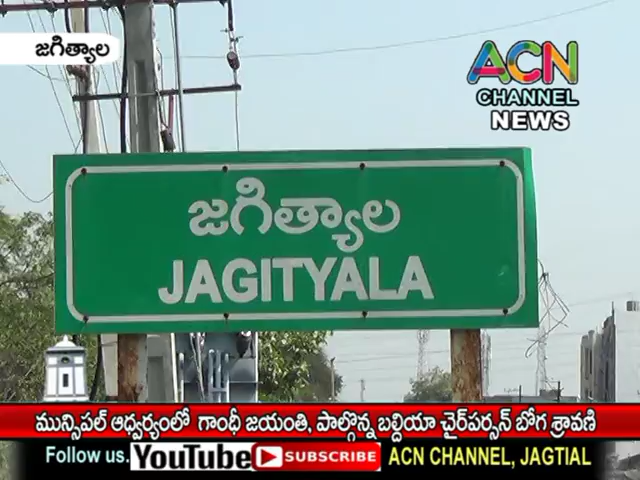 జగిత్యాల
ACN
CHANNEL
NEWS
జగిత్యాల
JAGITYALA
మున్సిపల్ ఆధ్వర్యంలో గాంధీ జయంతి, పాల్గొన్న బల్దియా చైర్‌పర్సన్ బోగ శ్రావణి
Follow us. YouTube SUBSCRIBE ACN CHANNEL, JAGTIAL